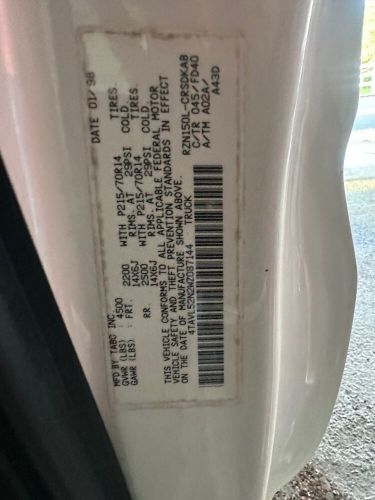 MFD BY TABC INC. DATE 01/98
GVWR (LBS) : 4500
GAWR (LBS) : FRT. 2200 WITH P215/70R14 TIRES.
14X6J RIMS. AT 29PSI COLD
RR. 2500 WITH P215/70R14 TIRES.
14X6J RIMS. AT 29PSI COLD
THIS VEHICLE CONFORMS TO ALL APPLICABLE FEDERAL MOTOR
VEHICLE SAFETY AND THEFT PREVENTION STANDARDS IN EFFECT
ON THE DATE OF MANUFACTURE SHOWN ABOVE.
4TAVL52N2WZ087144 TRUCK
RZN150L-CRSDKAB
C/TR 045/FD40
A/TM A02A/
A43D